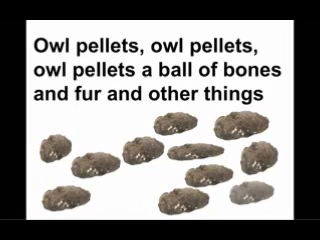 Owl pellets, owl pellets,
owl pellets a ball of bones
and fur and other things